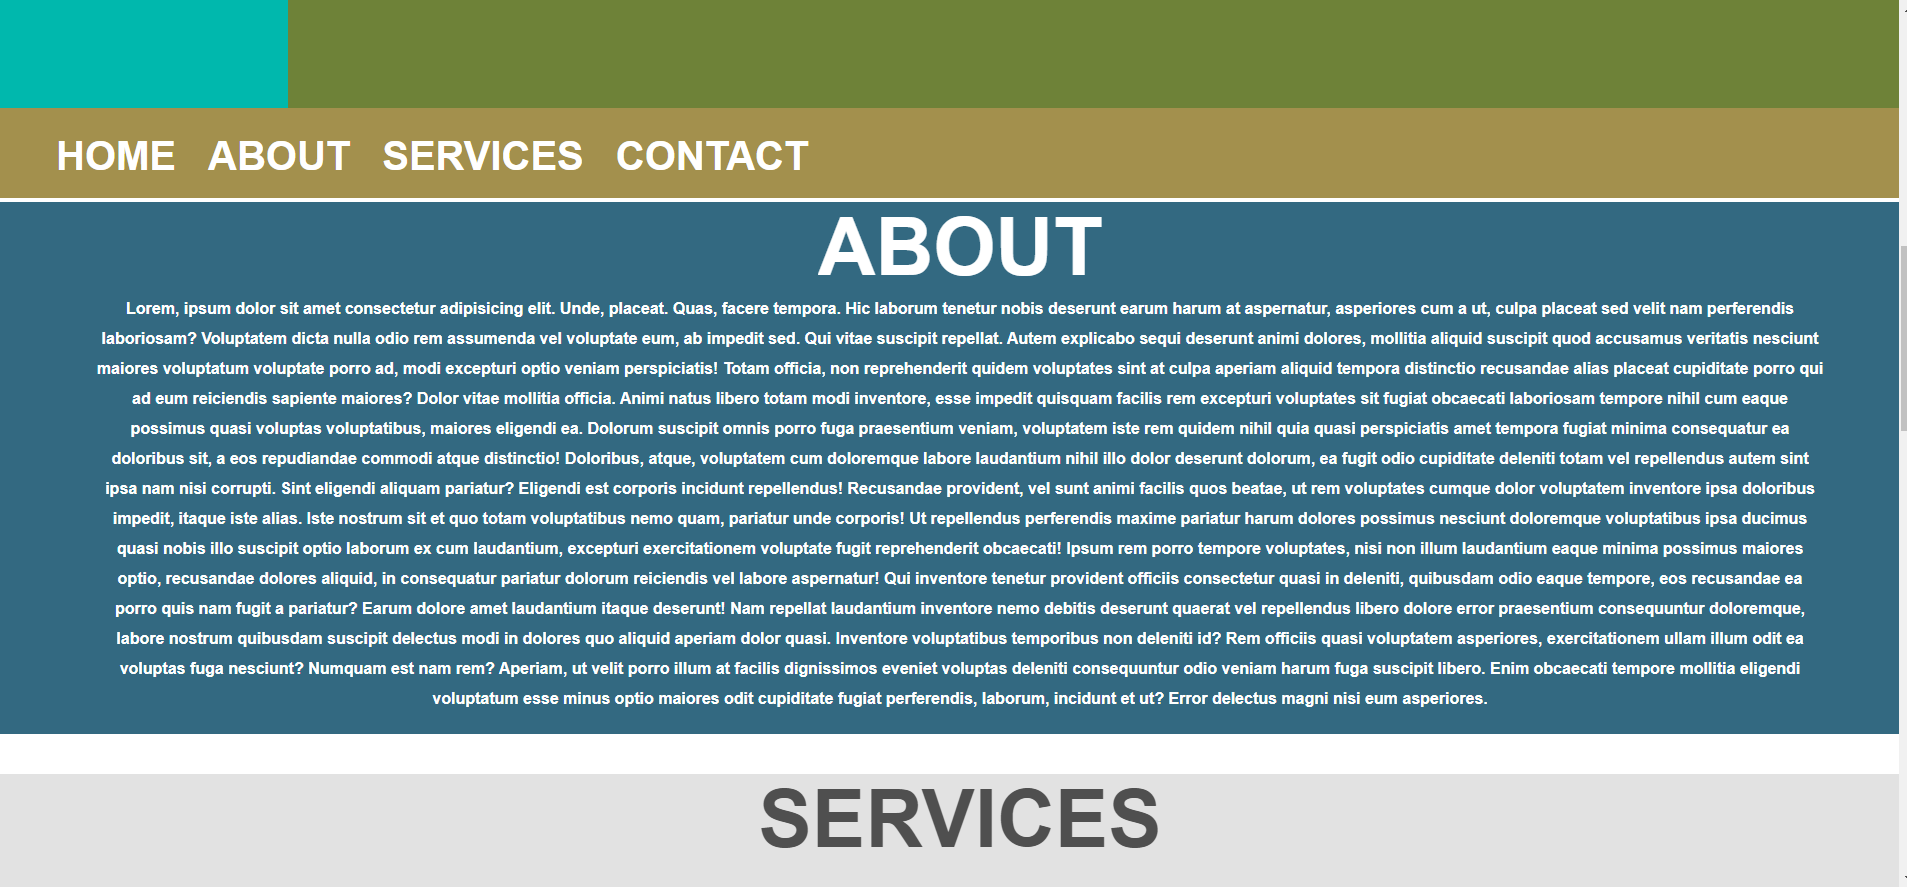 HOME ABOUT SERVICES CONTACT
ABOUT
Lorem, ipsum dolor sit amet consectetur adipisicing elit. Unde, placeat. Quas, facere tempora. Hic laborum tenetur nobis deserunt earum harum at aspernatur, asperiores cum a ut, culpa placeat sed velit nam perferendis
laboriosam? Voluptatem dicta nulla odio rem assumenda vel voluptate eum, ab impedit sed. Qui vitae suscipit repellat. Autem explicabo sequi deserunt animi dolores, mollitia aliquid suscipit quod accusamus veritatis nesciunt
maiores voluptatum voluptate porro ad, modi excepturi optio veniam perspiciatis! Totam officia, non reprehenderit quidem voluptates sint at culpa aperiam aliquid tempora distinctio recusandae alias placeat cupiditate porro qui
ad eum reiciendis sapiente maiores? Dolor vitae mollitia officia. Animi natus libero totam modi inventore, esse impedit quisquam facilis rem excepturi voluptates sit fugiat obcaecati laboriosam tempore nihil cum eaque
possimus quasi voluptas voluptatibus, maiores eligendi ea. Dolorum suscipit omnis porro fuga praesentium veniam, voluptatem iste rem quidem nihil quia quasi perspiciatis amet tempora fugiat minima consequatur ea
doloribus sit, a eos repudiandae commodi atque distinctio! Doloribus, atque, voluptatem cum doloremque labore laudantium nihil illo dolor deserunt dolorum, ea fugit odio cupiditate deleniti totam vel repellendus autem sint
ipsa nam nisi corrupti. Sint eligendi aliquam pariatur? Eligendi est corporis incidunt repellendus! Recusandae provident, vel sunt animi facilis quos beatae, ut rem voluptates cumque dolor voluptatem inventore ipsa doloribus
impedit, itaque iste alias. Iste nostrum sit et quo totam voluptatibus nemo quam, pariatur unde corporis! Ut repellendus perferendis maxime pariatur harum dolores possimus nesciunt doloremque voluptatibus ipsa ducimus
quasi nobis illo suscipit optio laborum ex cum laudantium, excepturi exercitationem voluptate fugit reprehenderit obcaecati! Ipsum rem porro tempore voluptates, nisi non illum laudantium eaque minima possimus maiores
optio, recusandae dolores aliquid, in consequatur pariatur dolorum reiciendis vel labore aspernatur! Qui inventore tenetur provident officiis consectetur quasi in deleniti, quibusdam odio eaque tempore, eos recusandae ea
porro quis nam fugit a pariatur? Earum dolore amet laudantium itaque deserunt! Nam repellat laudantium inventore nemo debitis deserunt quaerat vel repellendus libero dolore error praesentium consequuntur doloremque,
labore nostrum quibusdam suscipit delectus modi in dolores quo aliquid aperiam dolor quasi. Inventore voluptatibus temporibus non deleniti id? Rem officiis quasi voluptatem asperiores, exercitationem ullam illum odit ea
voluptas fuga nesciunt? Numquam est nam rem? Aperiam, ut velit porro illum at facilis dignissimos eveniet voluptas deleniti consequuntur odio veniam harum fuga suscipit libero. Enim obcaecati tempore mollitia eligendi
voluptatum esse minus optio maiores odit cupiditate fugiat perferendis, laborum, incidunt et ut? Error delectus magni nisi eum asperiores.
SERVICES